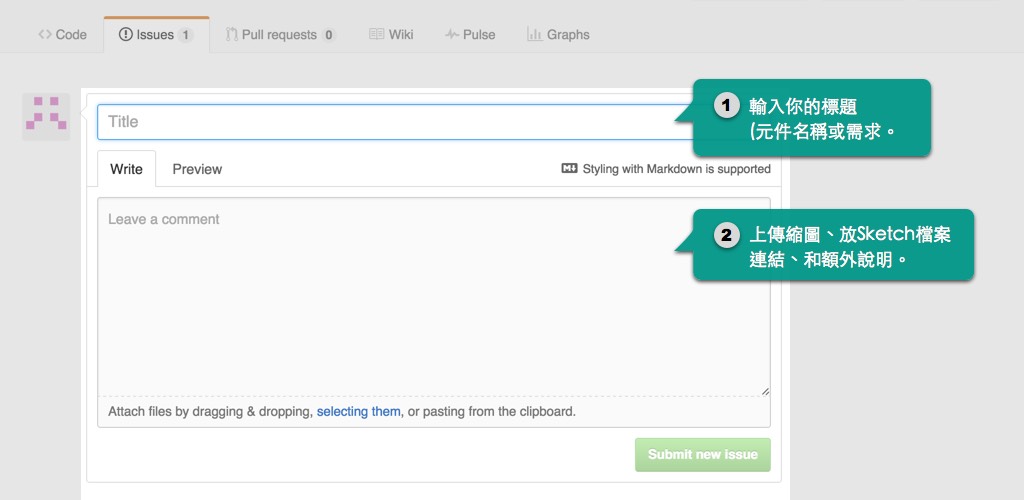 Code Issues 1 Pull requests 0 Wiki Pulse Graphs
Title
1 輸入你的標題
(元件名稱或需求。
Write Preview Styling with Markdown is supported
Leave a comment
2 上傳縮圖、放Sketch檔案
連結、和額外說明。
Attach files by dragging & dropping, selecting them, or pasting from the clipboard.
Submit new issue